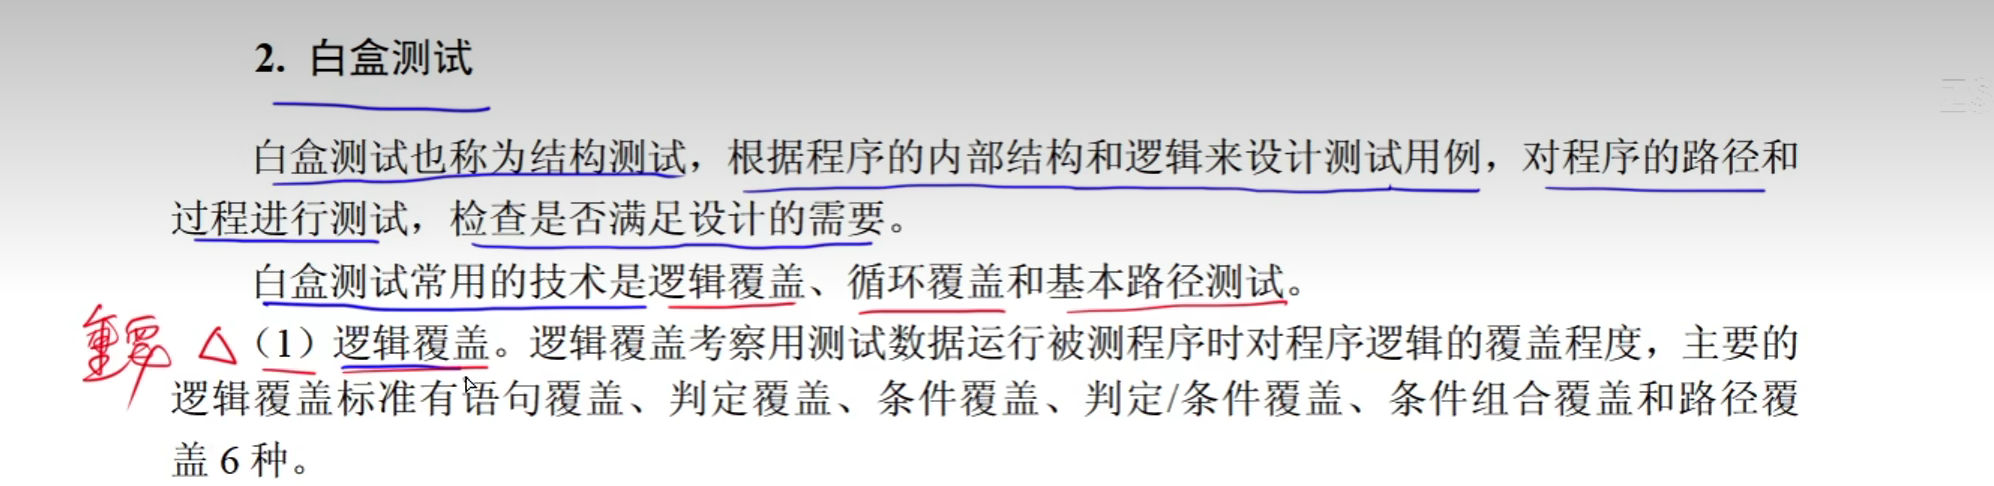 2. 白盒测试
白盒测试也称为结构测试，根据程序的内部结构和逻辑来设计测试用例，对程序的路径和
过程进行测试，检查是否满足设计的需要。
白盒测试常用的技术是逻辑覆盖、循环覆盖和基本路径测试。
重要 △（1）逻辑覆盖。逻辑覆盖考察用测试数据运行被测程序时对程序逻辑的覆盖程度，主要的
逻辑覆盖标准有语句覆盖、判定覆盖、条件覆盖、判定/条件覆盖、条件组合覆盖和路径覆
盖 6 种。